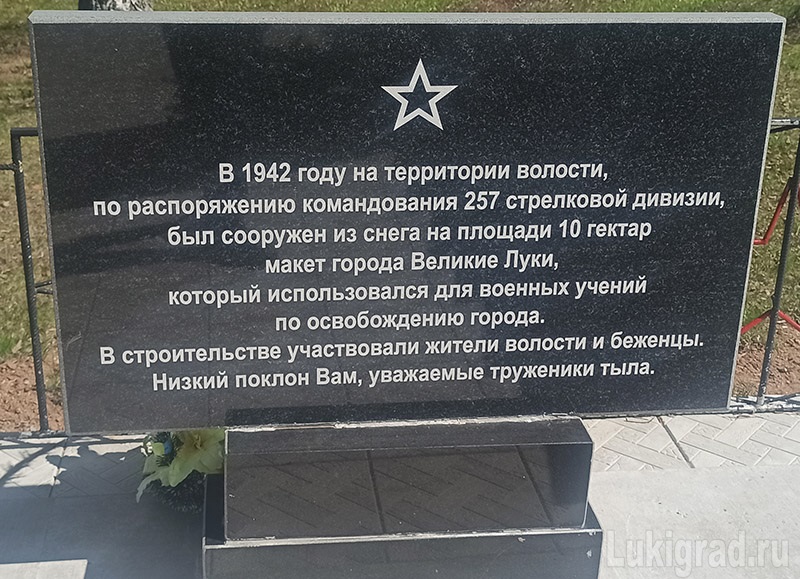 В 1942 году на территории волости,
по распоряжению командования 257 стрелковой дивизии,
был сооружен из снега на площади 10 гектар
макет города Великие Луки,
который использовался для военных учений
по освобождению города.
В строительстве участвовали жители волости и беженцы.
Низкий поклон Вам, уважаемые труженики тыла.
Lukigrad.ru